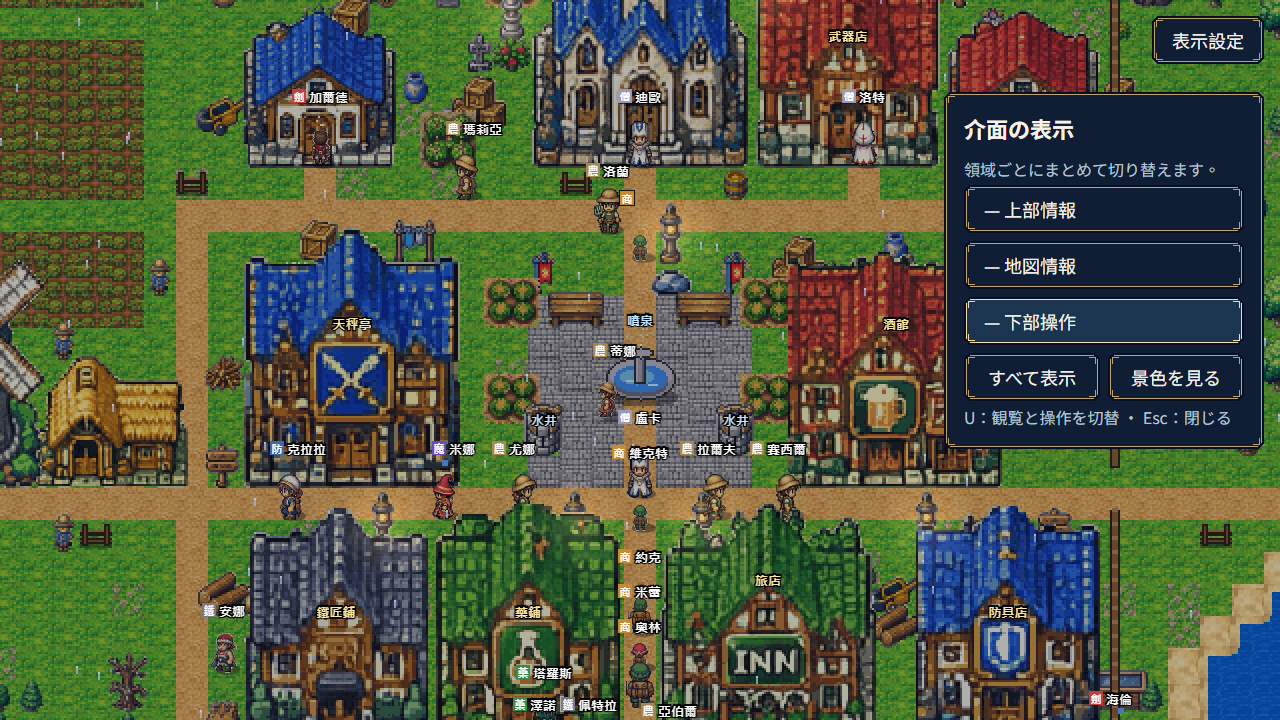 武器店
表示設定
劍 加爾德
僧 迪歐
僧 洛特
農 瑪莉亞
農 洛菌
商
介面の表示
領域ごとにまとめて切り替えます。
— 上部情報
— 地図情報
— 下部操作
すべて表示
景色を見る
U：観覧と操作を切替 · Esc：閉じる
天秤亭
噴泉
酒館
農 蒂娜
水井
僧 盧卡
水井
防 克拉拉
魔 米娜
農 尤娜
商 維克特
農 拉爾夫
農 賽西爾
商 約克
旅店
商 米蕾
鐵 安娜
鐵匠鋪
藥鋪
防具店
商 奧林
INN
藥 塔羅斯
劍 海倫
藥 澤諾
鐵 佩特拉
農 亞伯爾